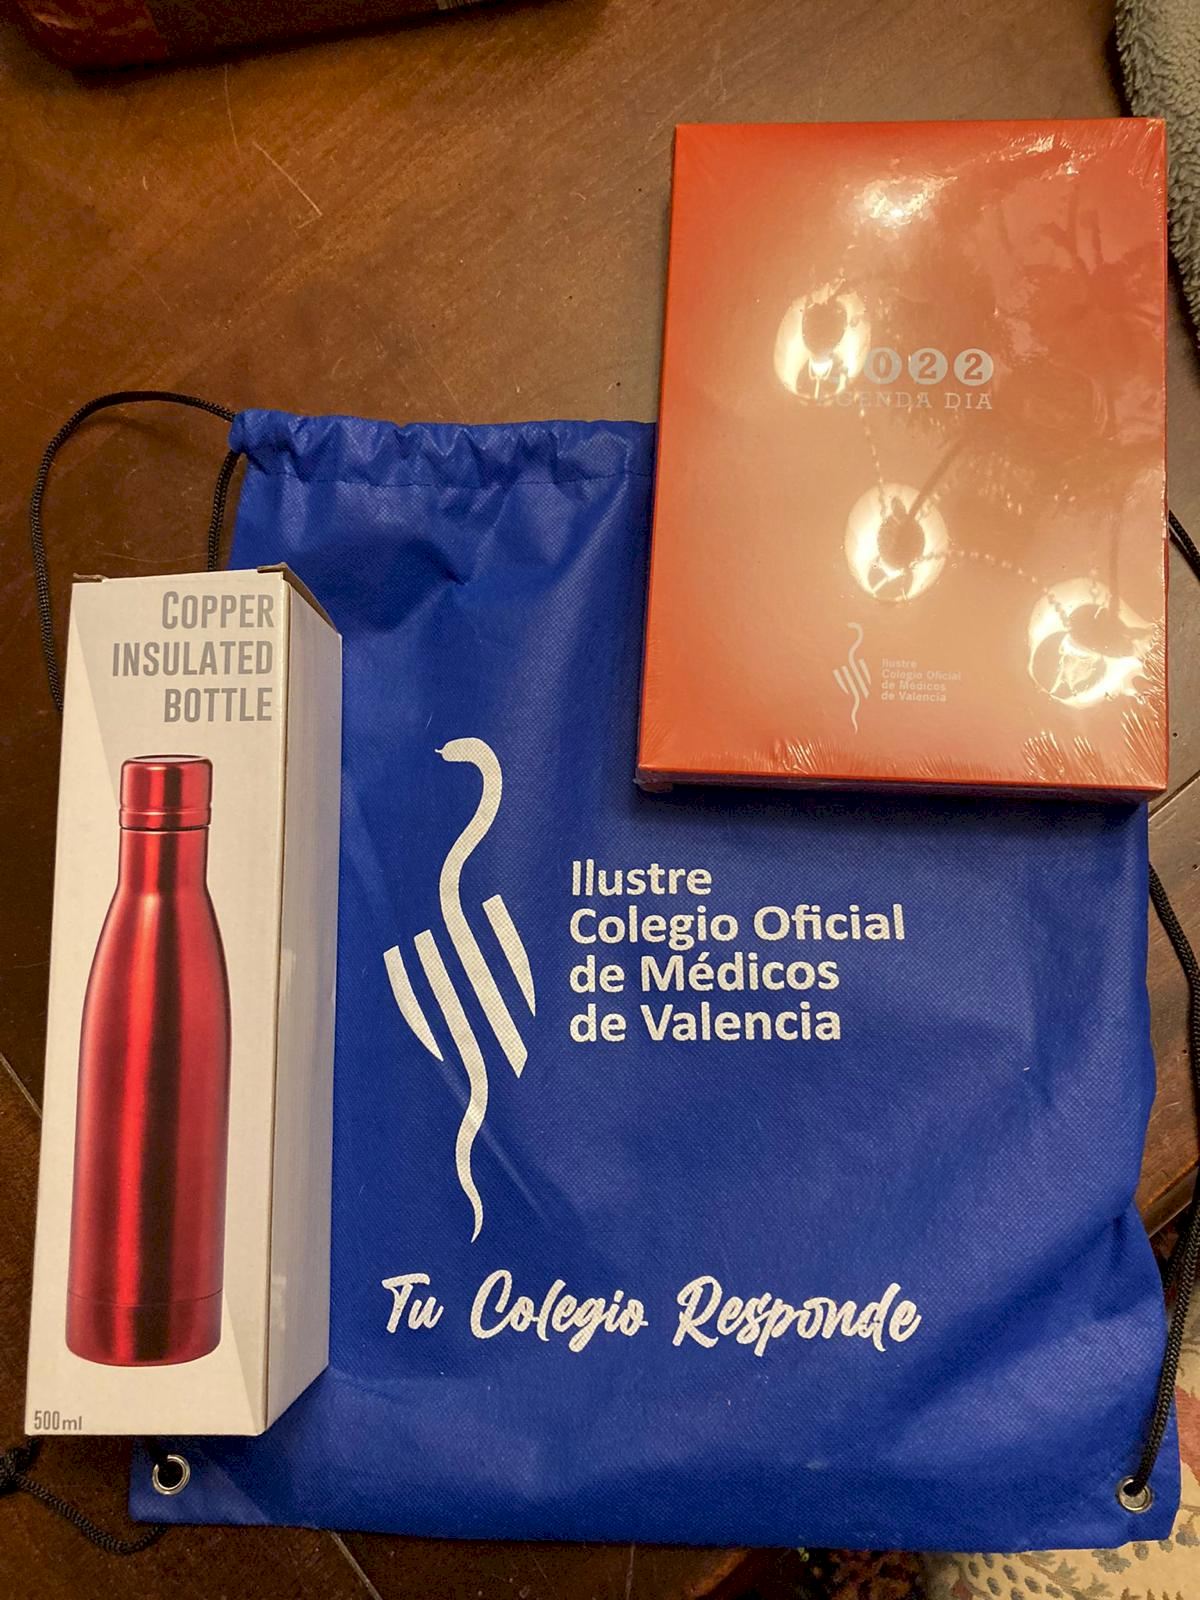 2022
AGENDA DIA
Ilustre
Colegio Oficial
de Médicos
de Valencia
COPPER
INSULATED
BOTTLE
500ml
Ilustre
Colegio Oficial
de Médicos
de Valencia
Tu Colegio Responde